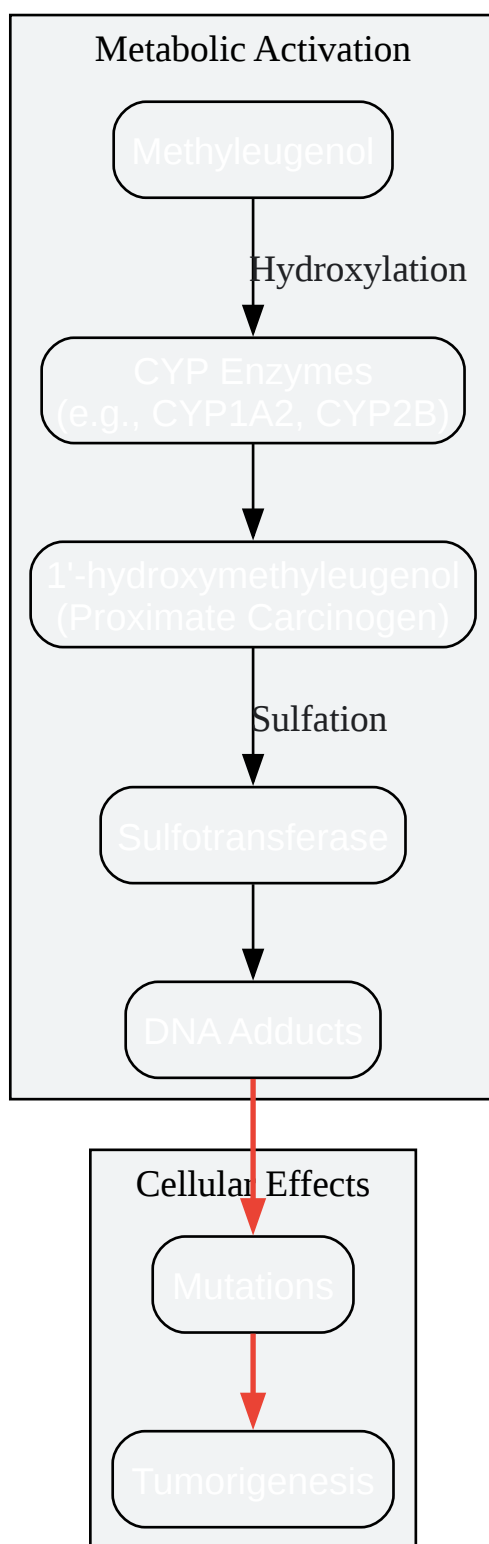 Metabolic Activation
Methyleugenol
Hydroxylation
CYP Enzymes
(e.g., CYP1A2, CYP2B)
1'-hydroxymethyleugenol
(Proximate Carcinogen)
Sulfation
Sulfotransferase
DNA Adducts
Cellular Effects
Mutations
Tumorigenesis